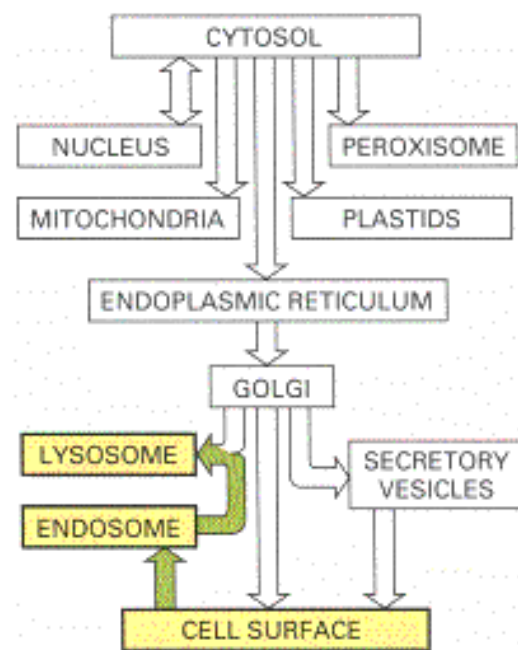 CYTOSOL
NUCLEUS
PEROXISOME
MITOCHONDRIA
PLASTIDS
ENDOPLASMIC RETICULUM
GOLGI
LYSOSOME
SECRETORY
VESICLES
ENDOSOME
CELL SURFACE